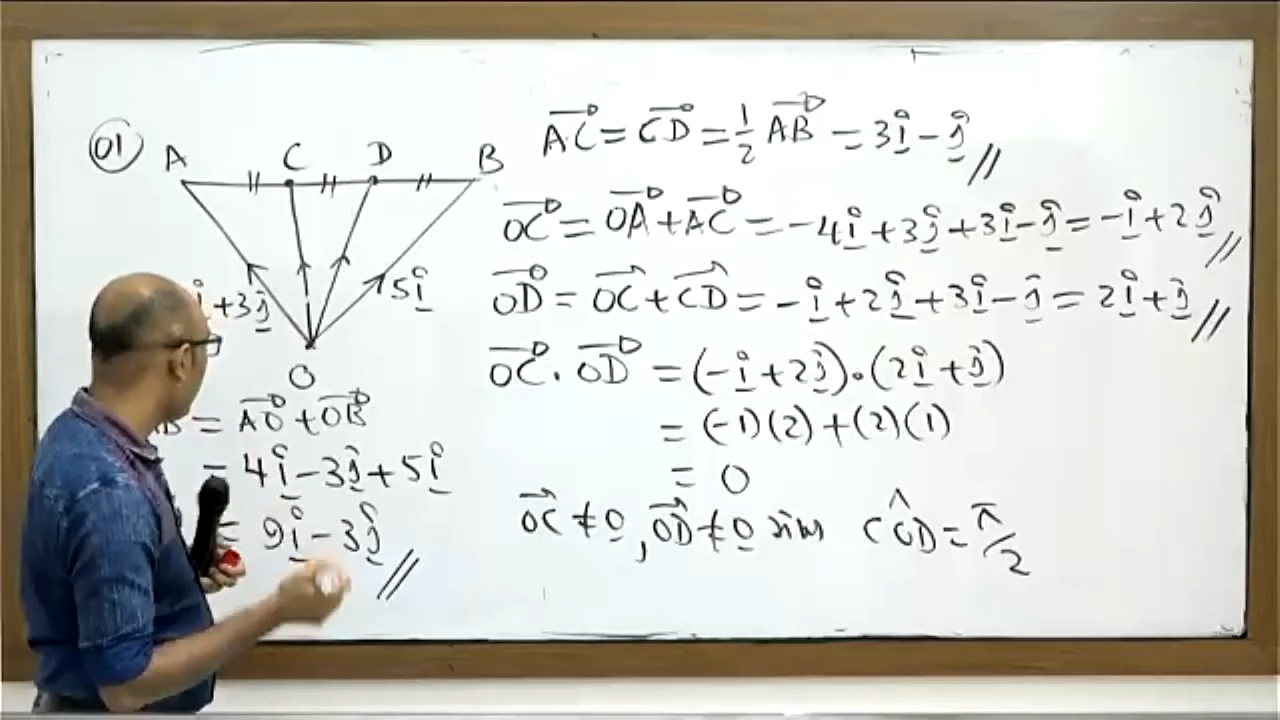 01
A C D B
i + 3j
5i
O
AB = AO + OB
= 4i - 3j + 5i
= 9i - 3j //
AC = CD = 1/2 AB = 3i - j //
OC = OA + AC = -4i + 3j + 3i - j = -i + 2j //
OD = OC + CD = -i + 2j + 3i - j = 2i + j //
OC . OD = (-i + 2j) . (2i + j)
= (-1)(2) + (2)(1)
= 0
OC ≠ 0, OD ≠ 0 CÔD = π/2